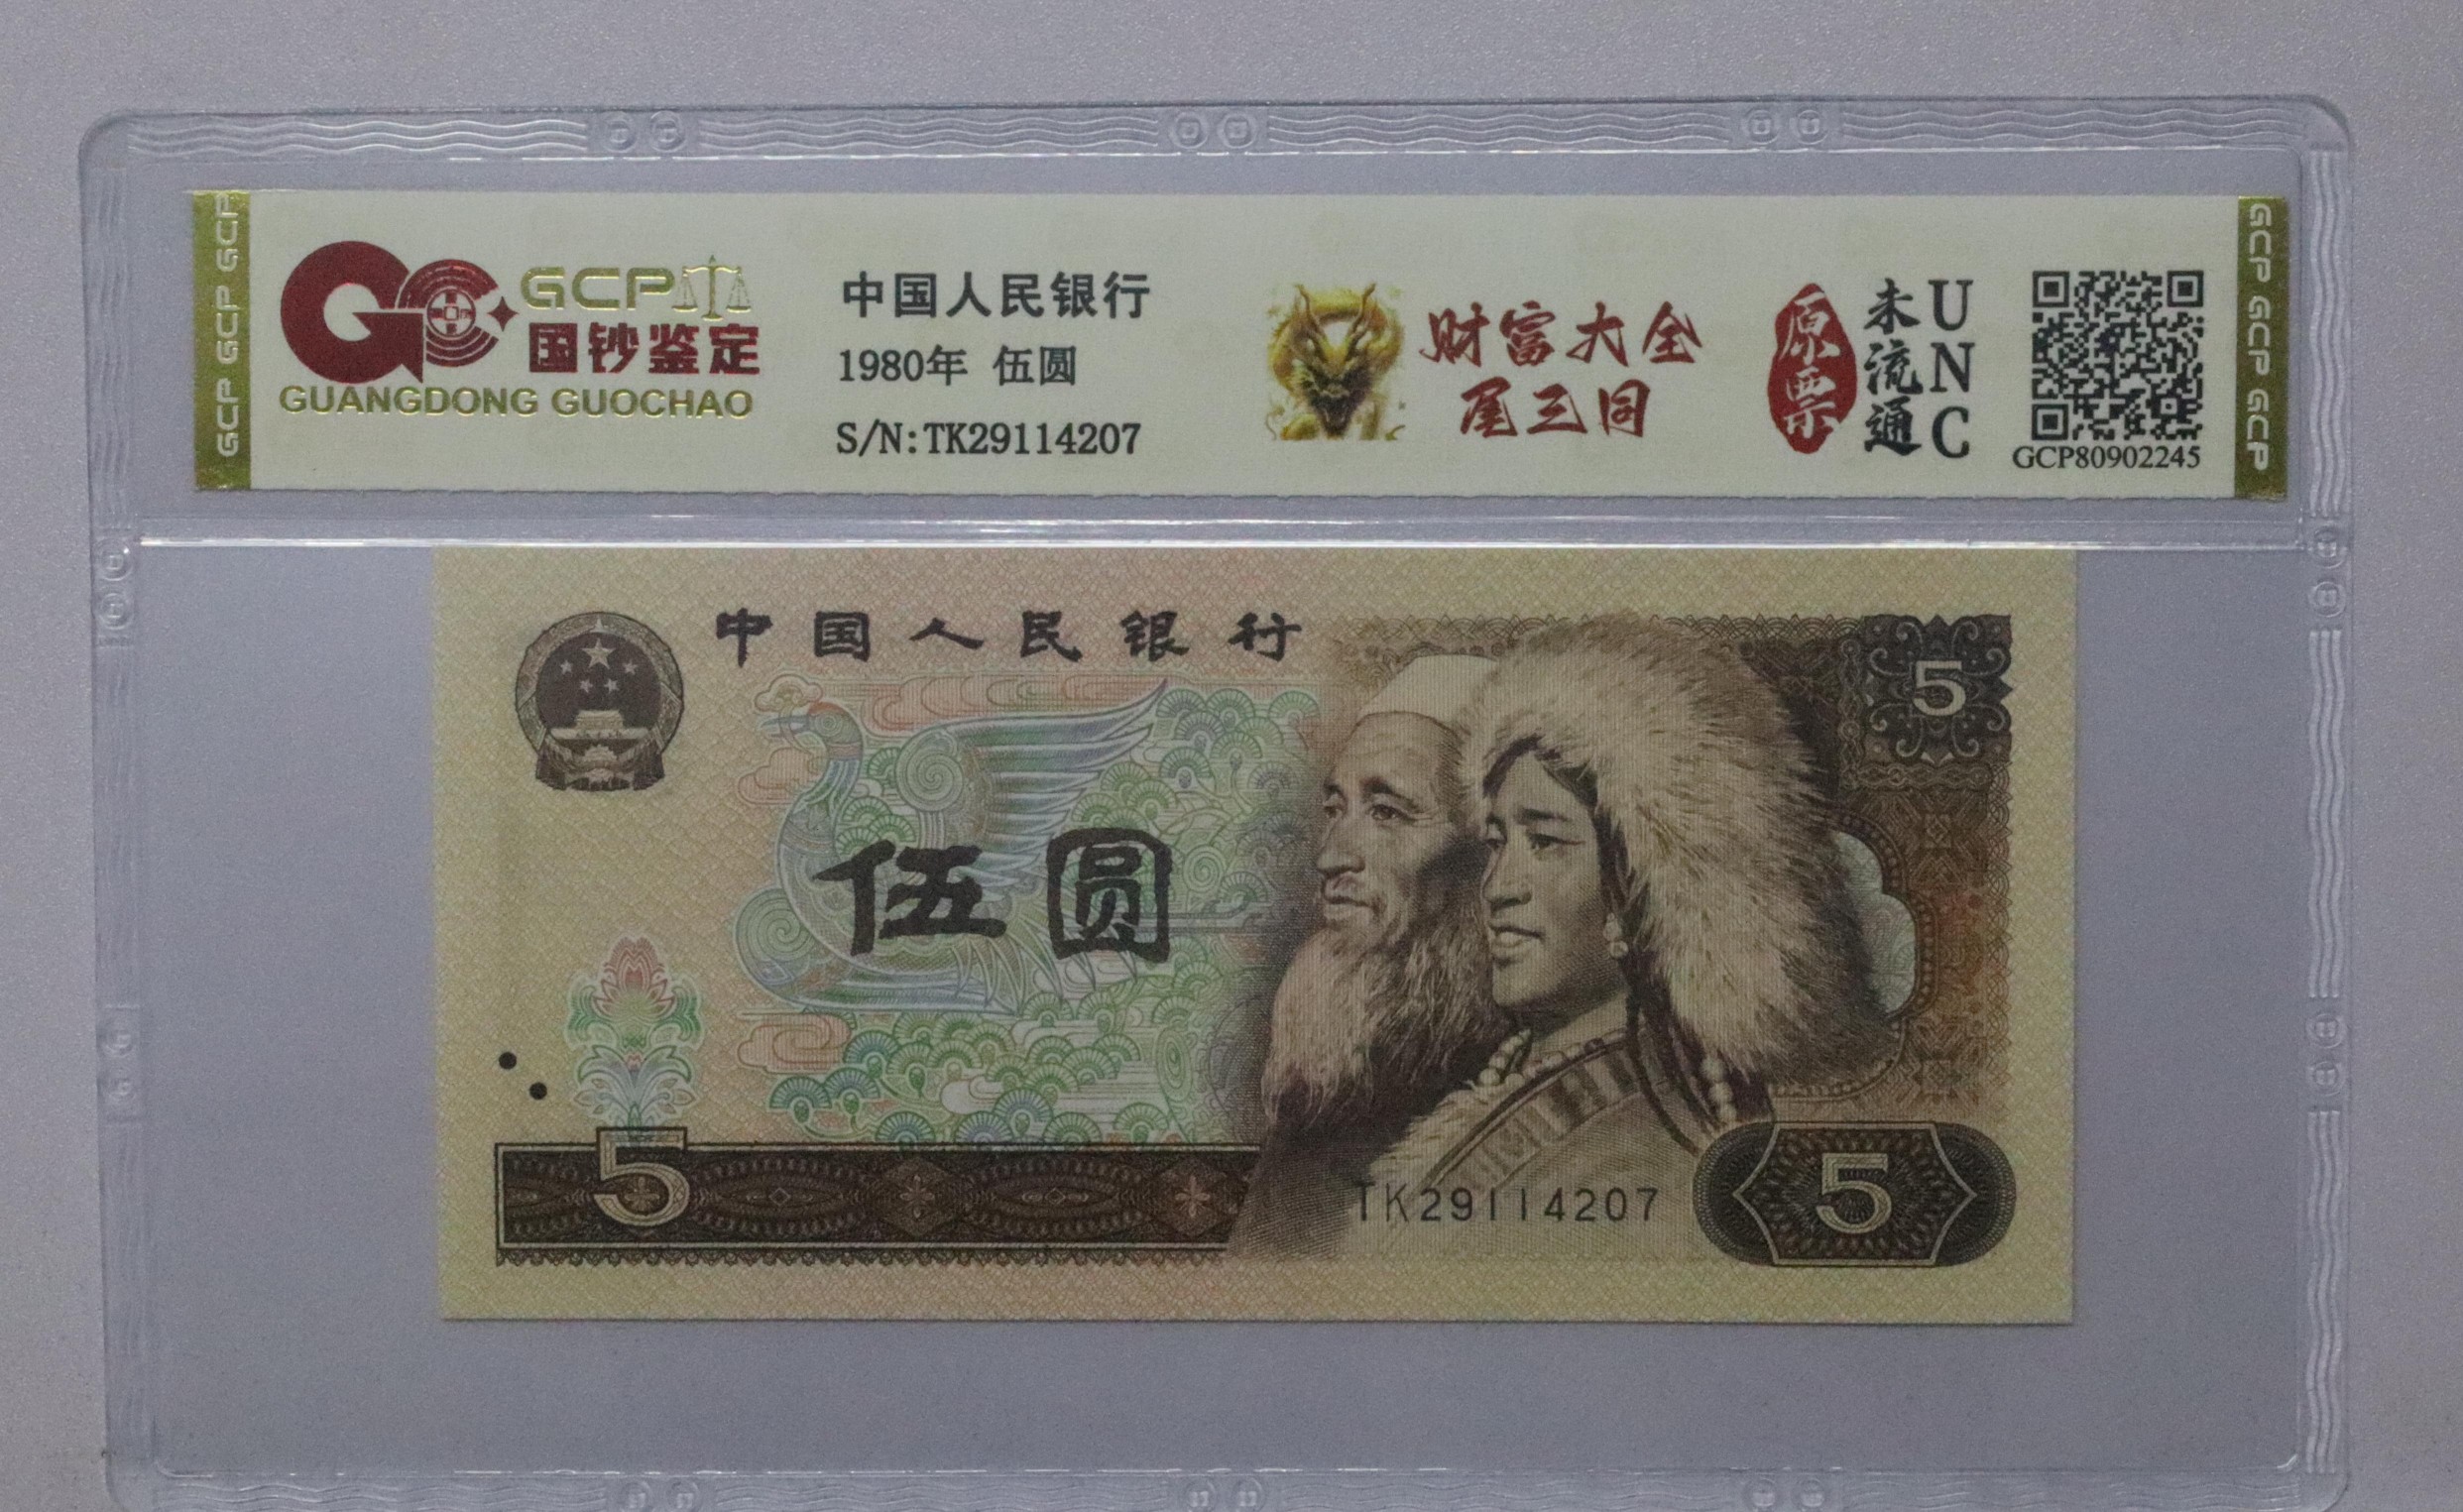 GCP GCP GCP
GCP
国钞鉴定
GUANGDONG GUOCHAO
中国人民银行
1980年 伍圆
S/N:TK29114207
财富大全
尾三同
原票
未流通
UNC
GCP80902245
GCP GCP GCP
中国人民银行
5
伍圆
5
TK29114207
5